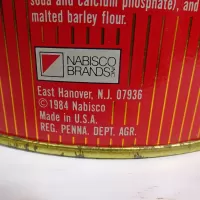 soda and calcium phosphate), and
malted barley flour.
NABISCO
BRANDS
East Hanover, N.J. 07936
©1984 Nabisco
Made in U.S.A.
REG. PENNA. DEPT. AGR.